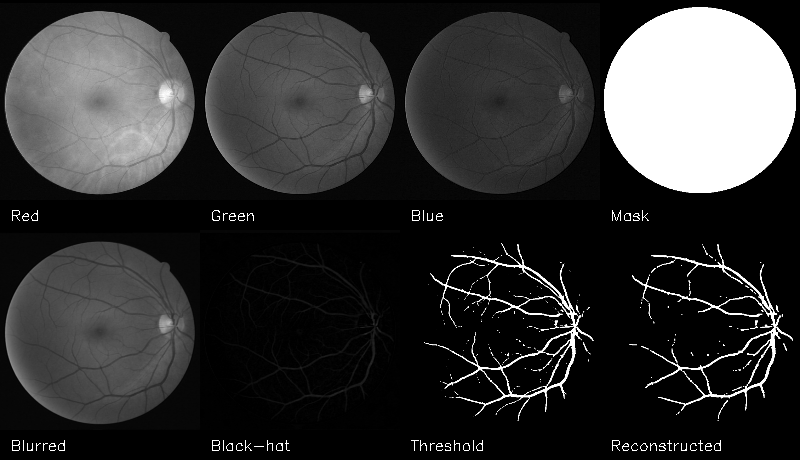 Red
Green
Blue
Mask
Blurred
Black-hat
Threshold
Reconstructed